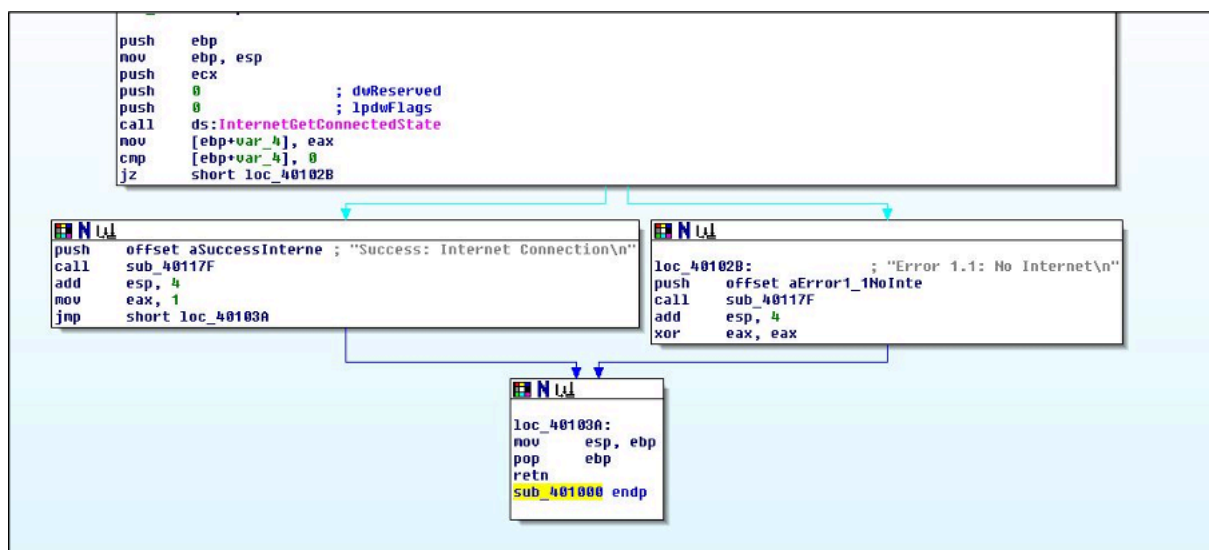 push ebp
mov ebp, esp
push ecx
push 0 ; dwReserved
push 0 ; lpdwFlags
call ds:InternetGetConnectedState
mov [ebp+var_4], eax
cmp [ebp+var_4], 0
jz short loc_40102B
push offset aSuccessInterne ; "Success: Internet Connection\n"
call sub_40117F
add esp, 4
mov eax, 1
jmp short loc_40103A
loc_40102B: ; "Error 1.1: No Internet\n"
push offset aError1_1NoInte
call sub_40117F
add esp, 4
xor eax, eax
loc_40103A:
mov esp, ebp
pop ebp
retn
sub_401000 endp